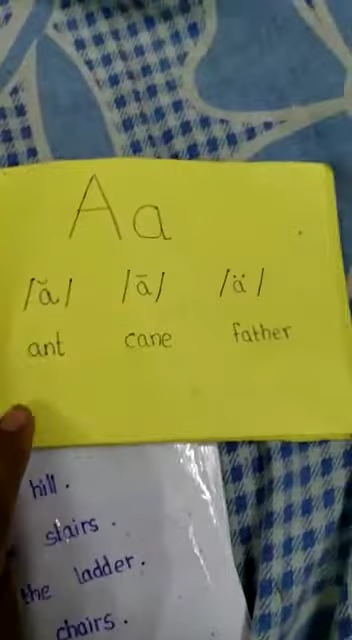 Aa
/ă/ /ā/ /ä/
ant cane father
hill.
stairs.
the ladder.
chairs.